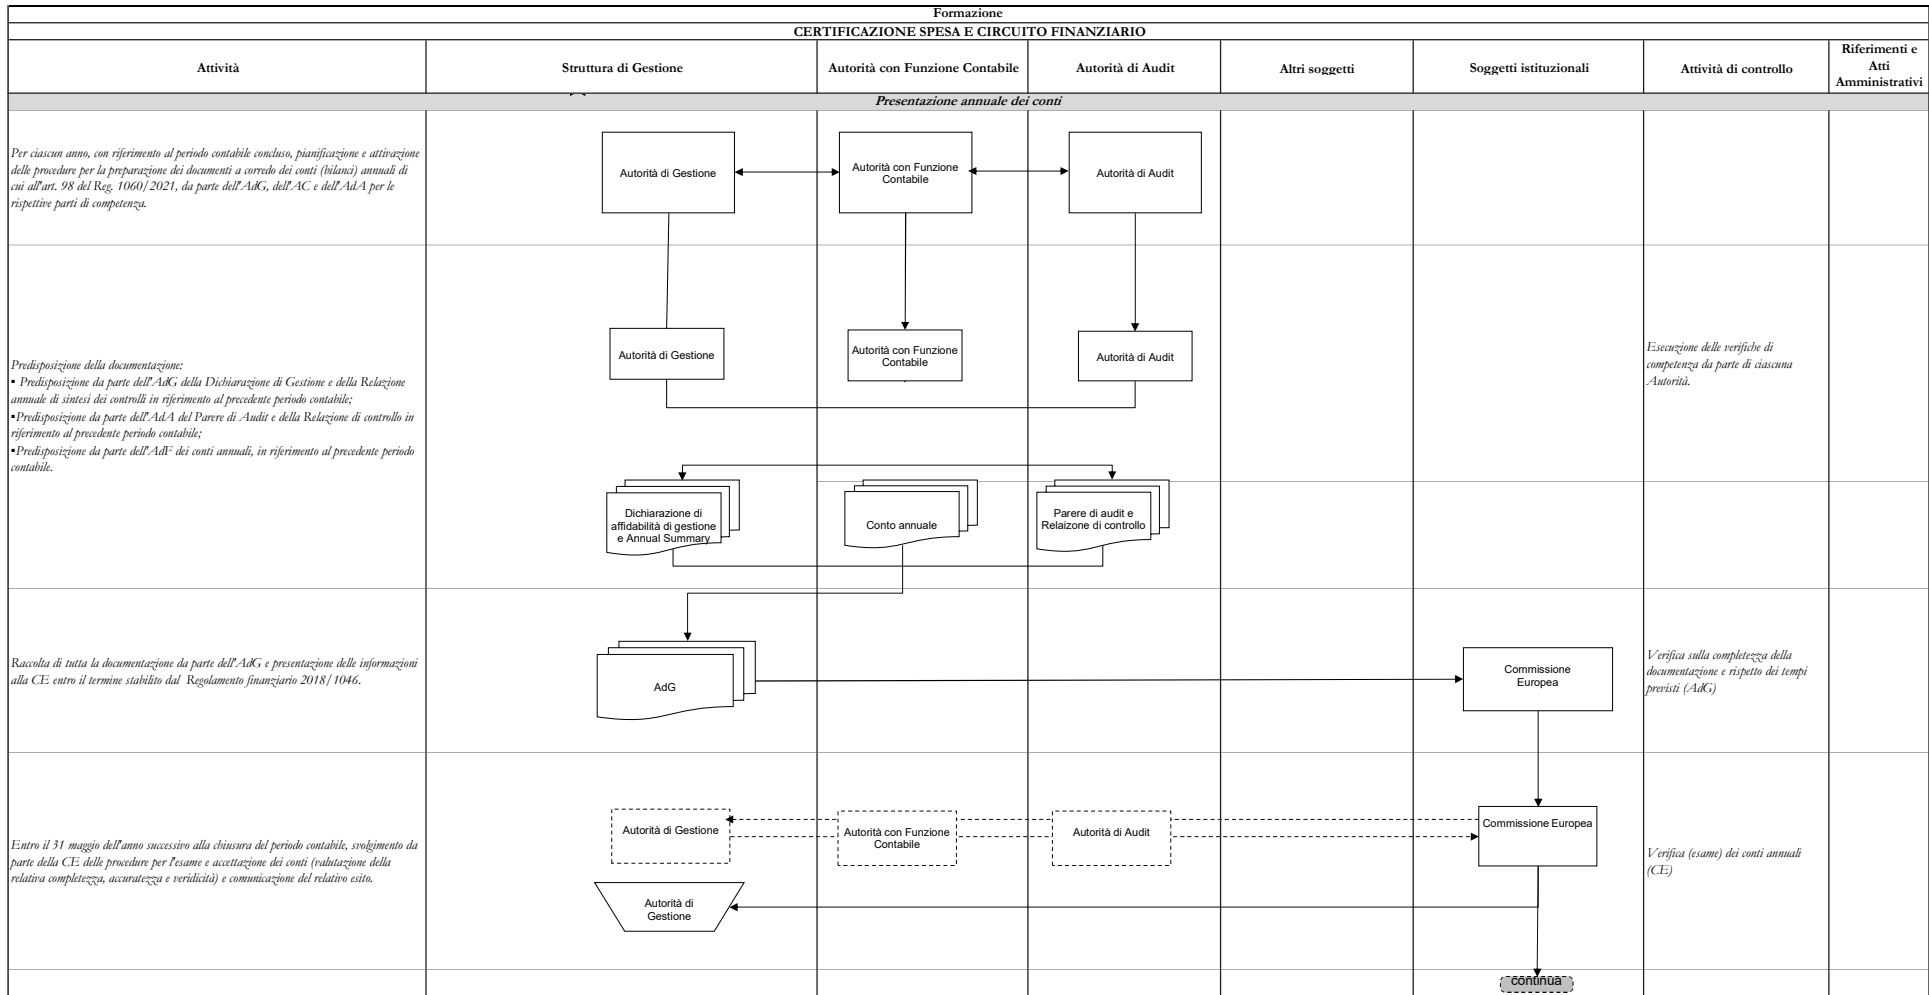 Formazione
CERTIFICAZIONE SPESA E CIRCUITO FINANZIARIO
Attività
Struttura di Gestione
Autorità con Funzione Contabile
Autorità di Audit
Altri soggetti
Soggetti istituzionali
Attività di controllo
Riferimenti e
Atti
Amministrativi
Presentazione annuale dei conti
Per ciascun anno, con riferimento al periodo contabile concluso, pianificazione e attivazione
delle procedure per la preparazione dei documenti a corredo dei conti (bilanci) annuali di
cui all'art. 98 del Reg. 1060/2021, da parte dell'AdG, dell'AC e dell'AdA per le
rispettive parti di competenza.
Autorità di Gestione
Autorità con Funzione
Contabile
Autorità di Audit
Predisposizione della documentazione:
▪ Predisposizione da parte dell'AdG della Dichiarazione di Gestione e della Relazione
annuale di sintesi dei controlli in riferimento al precedente periodo contabile;
▪Predisposizione da parte dell'AdA del Parere di Audit e della Relazione di controllo in
riferimento al precedente periodo contabile;
▪Predisposizione da parte dell'AdF dei conti annuali, in riferimento al precedente periodo
contabile.
Autorità di Gestione
Autorità con Funzione
Contabile
Autorità di Audit
Esecuzione delle verifiche di
competenza da parte di ciascuna
Autorità.
Dichiarazione di
affidabilità di gestione
e Annual Summary
Conto annuale
Parere di audit e
Relaizone di controllo
Raccolta di tutta la documentazione da parte dell'AdG e presentazione delle informazioni
alla CE entro il termine stabilito dal Regolamento finanziario 2018/1046.
AdG
Commissione
Europea
Verifica sulla completezza della
documentazione e rispetto dei tempi
previsti (AdG)
Entro il 31 maggio dell'anno successivo alla chiusura del periodo contabile, svolgimento da
parte della CE delle procedure per l'esame e accettazione dei conti (valutazione della
relativa completezza, accuratezza e veridicità) e comunicazione del relativo esito.
Autorità di Gestione
Autorità con Funzione
Contabile
Autorità di Audit
Commissione Europea
Verifica (esame) dei conti annuali
(CE)
Autorità di
Gestione
continua